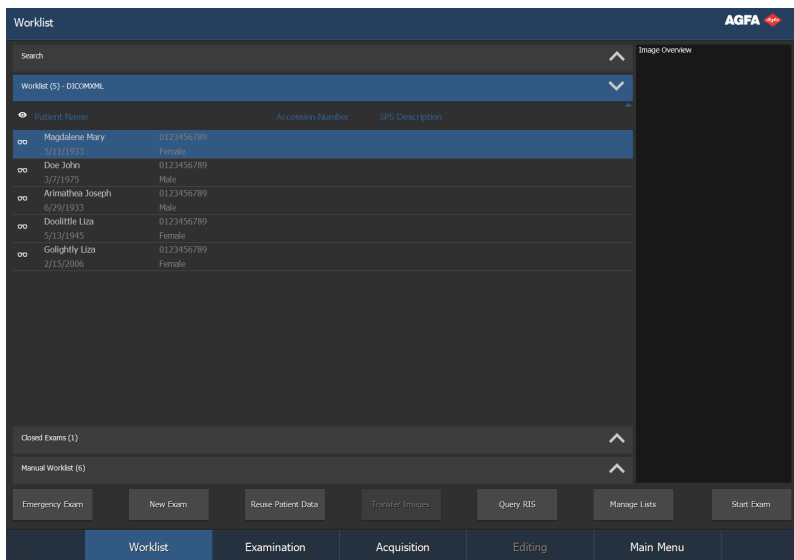 Worklist
AGFA
Search
Image Overview
Worklist (5) - DICOMXML
Patient Name Accession Number SPS Description
Magdalene Mary 0123456789
5/11/1933 Female
Doe John 0123456789
3/7/1975 Male
Arimathea Joseph 0123456789
6/29/1933 Male
Doolittle Liza 0123456789
5/13/1945 Female
Golightly Liza 0123456789
2/15/2006 Female
Closed Exams (1)
Manual Worklist (6)
Emergency Exam New Exam Reuse Patient Data Transfer Images Query RIS Manage Lists Start Exam
Worklist Examination Acquisition Editing Main Menu